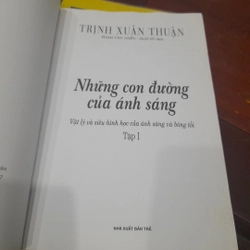 TRỊNH XUÂN THUẬN
Những con đường
của ánh sáng
Vật lý và siêu hình học của ánh sáng và bóng tối
Tập I
NHÀ XUẤT BẢN TRẺ